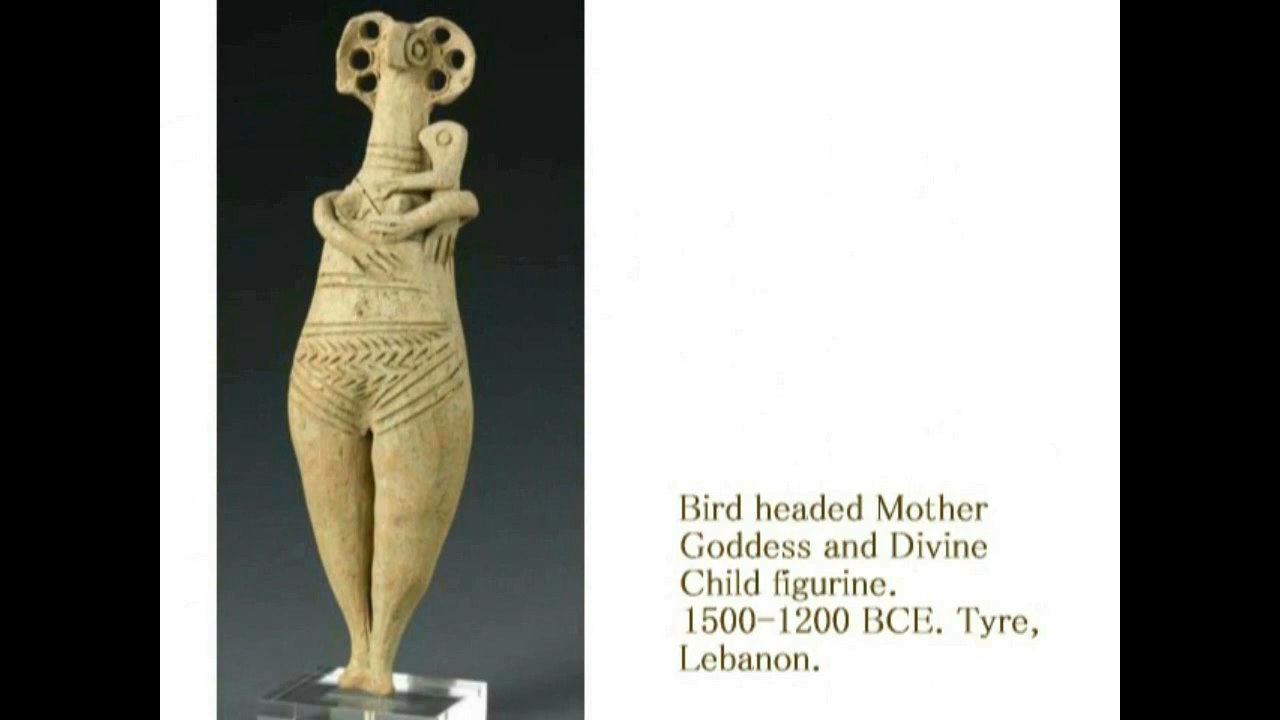 Bird headed Mother
Goddess and Divine
Child figurine.
1500-1200 BCE. Tyre,
Lebanon.